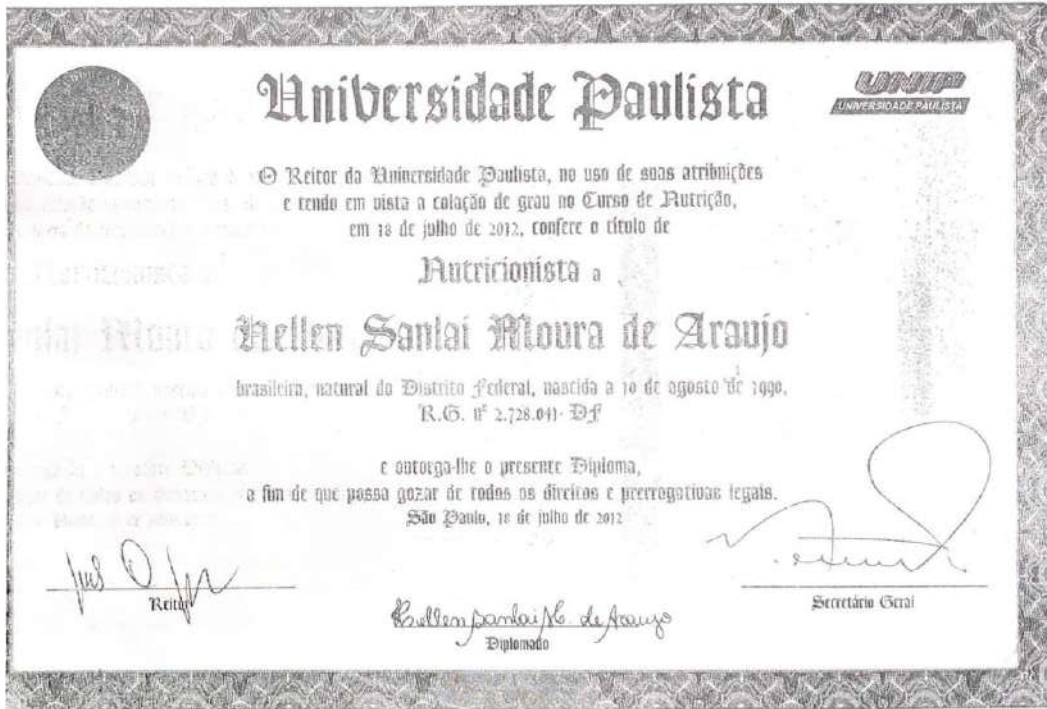 Universidade Paulista
UNIP
UNIVERSIDADE PAULISTA
O Reitor da Universidade Paulista, no uso de suas atribuições
e tendo em vista a colação de grau no Curso de Nutrição,
em 18 de julho de 2012, confere o título de
Nutricionista a
Hellen Sanlai Moura de Araujo
brasileira, natural do Distrito Federal, nascida a 10 de agosto de 1990,
R.G. nº 2.728.041- DF
e outorga-lhe o presente Diploma,
a fim de que possa gozar de todos os direitos e prerrogativas legais.
São Paulo, 18 de julho de 2012
Reitor
Hellen Sanlai M. de Araujo
Diplomado
Secretário Geral